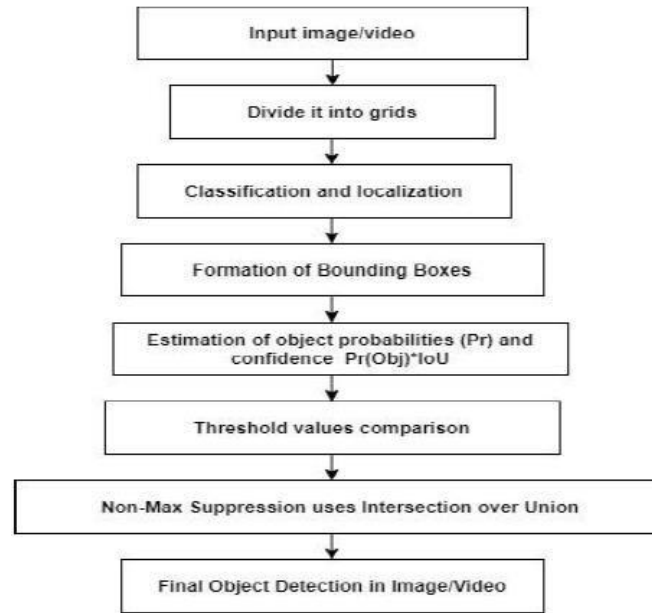 Input image/video
Divide it into grids
Classification and localization
Formation of Bounding Boxes
Estimation of object probabilities (Pr) and
confidence Pr(Obj)*IoU
Threshold values comparison
Non-Max Suppression uses Intersection over Union
Final Object Detection in Image/Video